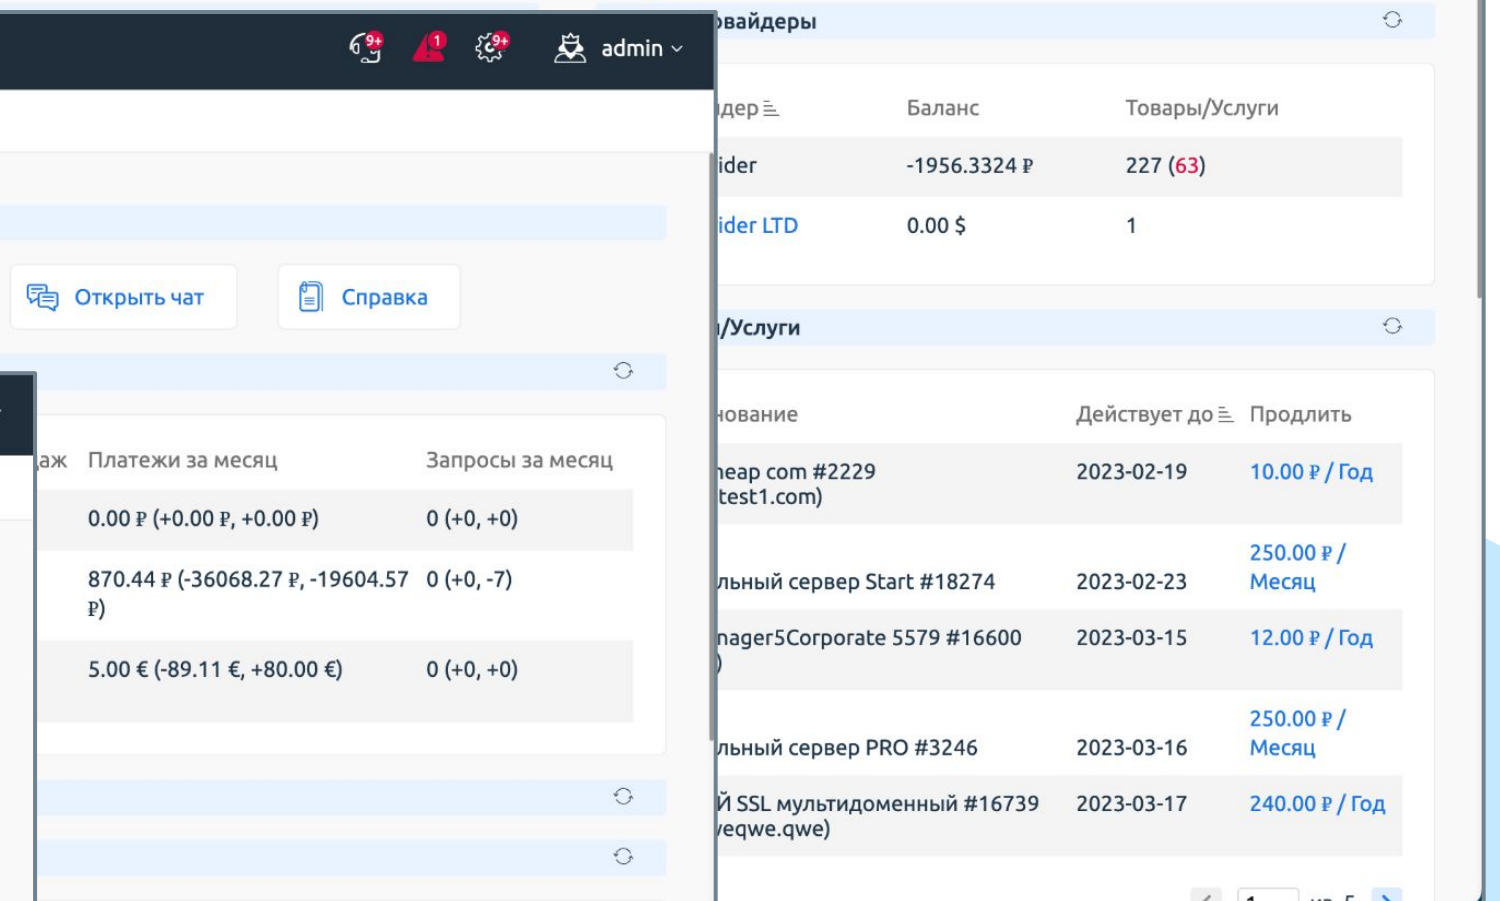 9+
1
9+
admin
Открыть чат
Справка
Платежи за месяц Запросы за месяц
0.00 ₽ (+0.00 ₽, +0.00 ₽) 0 (+0, +0)
870.44 ₽ (-36068.27 ₽, -19604.57 0 (+0, -7)
₽)
5.00 € (-89.11 €, +80.00 €) 0 (+0, +0)
овайдеры
дер Баланс Товары/Услуги
ider -1956.3324 ₽ 227 (63)
ider LTD 0.00 $ 1
/Услуги
нование Действует до Продлить
heap com #2229 2023-02-19 10.00 ₽ / Год
test1.com)
250.00 ₽ /
льный сервер Start #18274 2023-02-23 Месяц
nager5Corporate 5579 #16600 2023-03-15 12.00 ₽ / Год
)
250.00 ₽ /
льный сервер PRO #3246 2023-03-16 Месяц
Й SSL мультидоменный #16739 2023-03-17 240.00 ₽ / Год
eqwe.qwe)